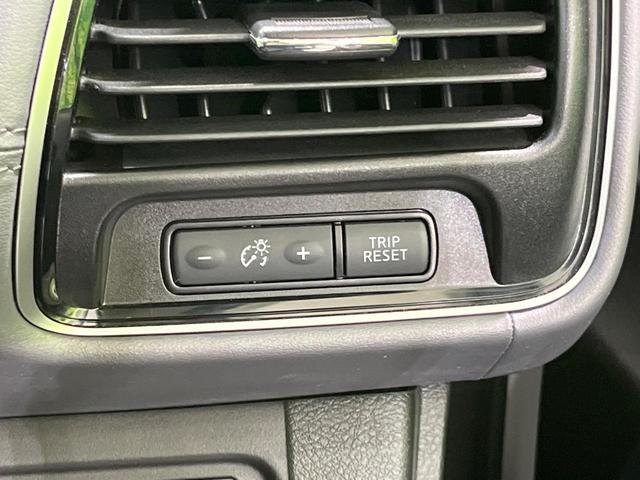 − +
TRIP
RESET